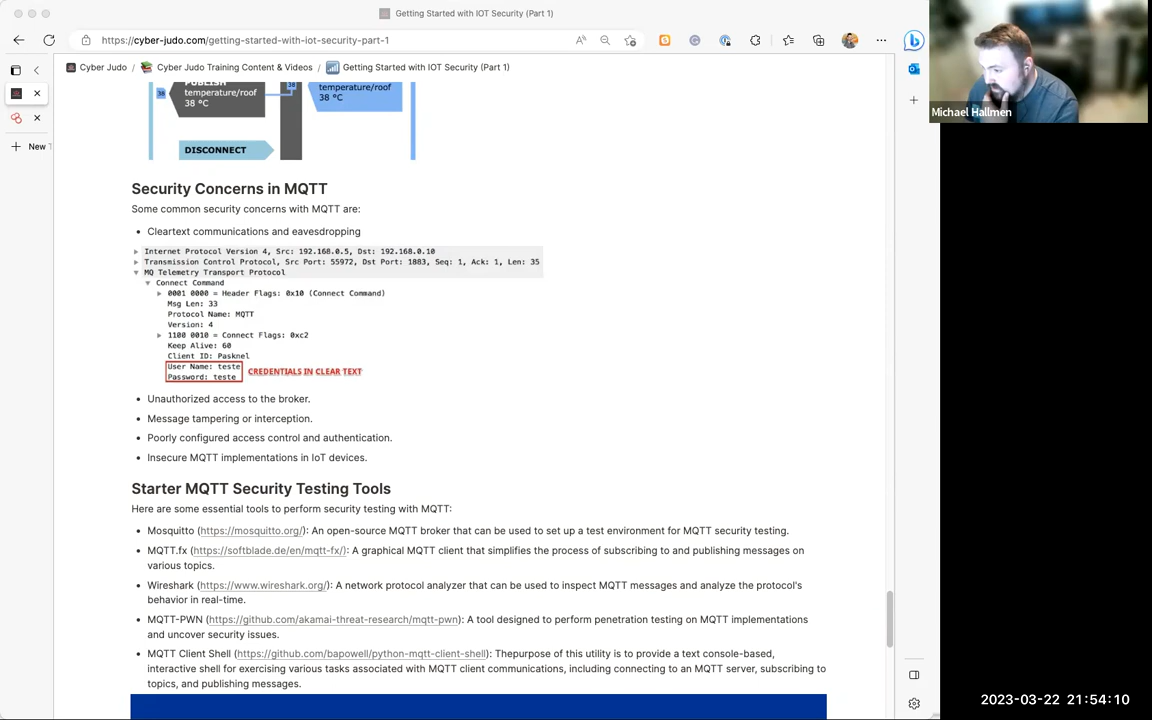 Getting Started with IOT Security (Part 1)
https://cyber-judo.com/getting-started-with-iot-security-part-1
Cyber Judo / Cyber Judo Training Content & Videos / Getting Started with IOT Security (Part 1)
New
PUBLISH
temperature/roof
38 ºC
38
38
temperature/roof
38 ºC
DISCONNECT
Michael Hallmen
Security Concerns in MQTT
Some common security concerns with MQTT are:
• Cleartext communications and eavesdropping
Internet Protocol Version 4, Src: 192.168.0.5, Dst: 192.168.0.10
Transmission Control Protocol, Src Port: 55972, Dst Port: 1883, Seq: 1, Ack: 1, Len: 35
MQ Telemetry Transport Protocol
Connect Command
0001 0000 = Header Flags: 0x10 (Connect Command)
Msg Len: 33
Protocol Name: MQTT
Version: 4
1100 0010 = Connect Flags: 0xc2
Keep Alive: 60
Client ID: Pasknel
User Name: teste
Password: teste
CREDENTIALS IN CLEAR TEXT
• Unauthorized access to the broker.
• Message tampering or interception.
• Poorly configured access control and authentication.
• Insecure MQTT implementations in IoT devices.
Starter MQTT Security Testing Tools
Here are some essential tools to perform security testing with MQTT:
• Mosquitto (https://mosquitto.org/): An open-source MQTT broker that can be used to set up a test environment for MQTT security testing.
• MQTT.fx (https://softblade.de/en/mqtt-fx/): A graphical MQTT client that simplifies the process of subscribing to and publishing messages on
various topics.
• Wireshark (https://www.wireshark.org/): A network protocol analyzer that can be used to inspect MQTT messages and analyze the protocol's
behavior in real-time.
• MQTT-PWN (https://github.com/akamai-threat-research/mqtt-pwn): A tool designed to perform penetration testing on MQTT implementations
and uncover security issues.
• MQTT Client Shell (https://github.com/bapowell/python-mqtt-client-shell): Thepurpose of this utility is to provide a text console-based,
interactive shell for exercising various tasks associated with MQTT client communications, including connecting to an MQTT server, subscribing to
topics, and publishing messages.
2023-03-22 21:54:10